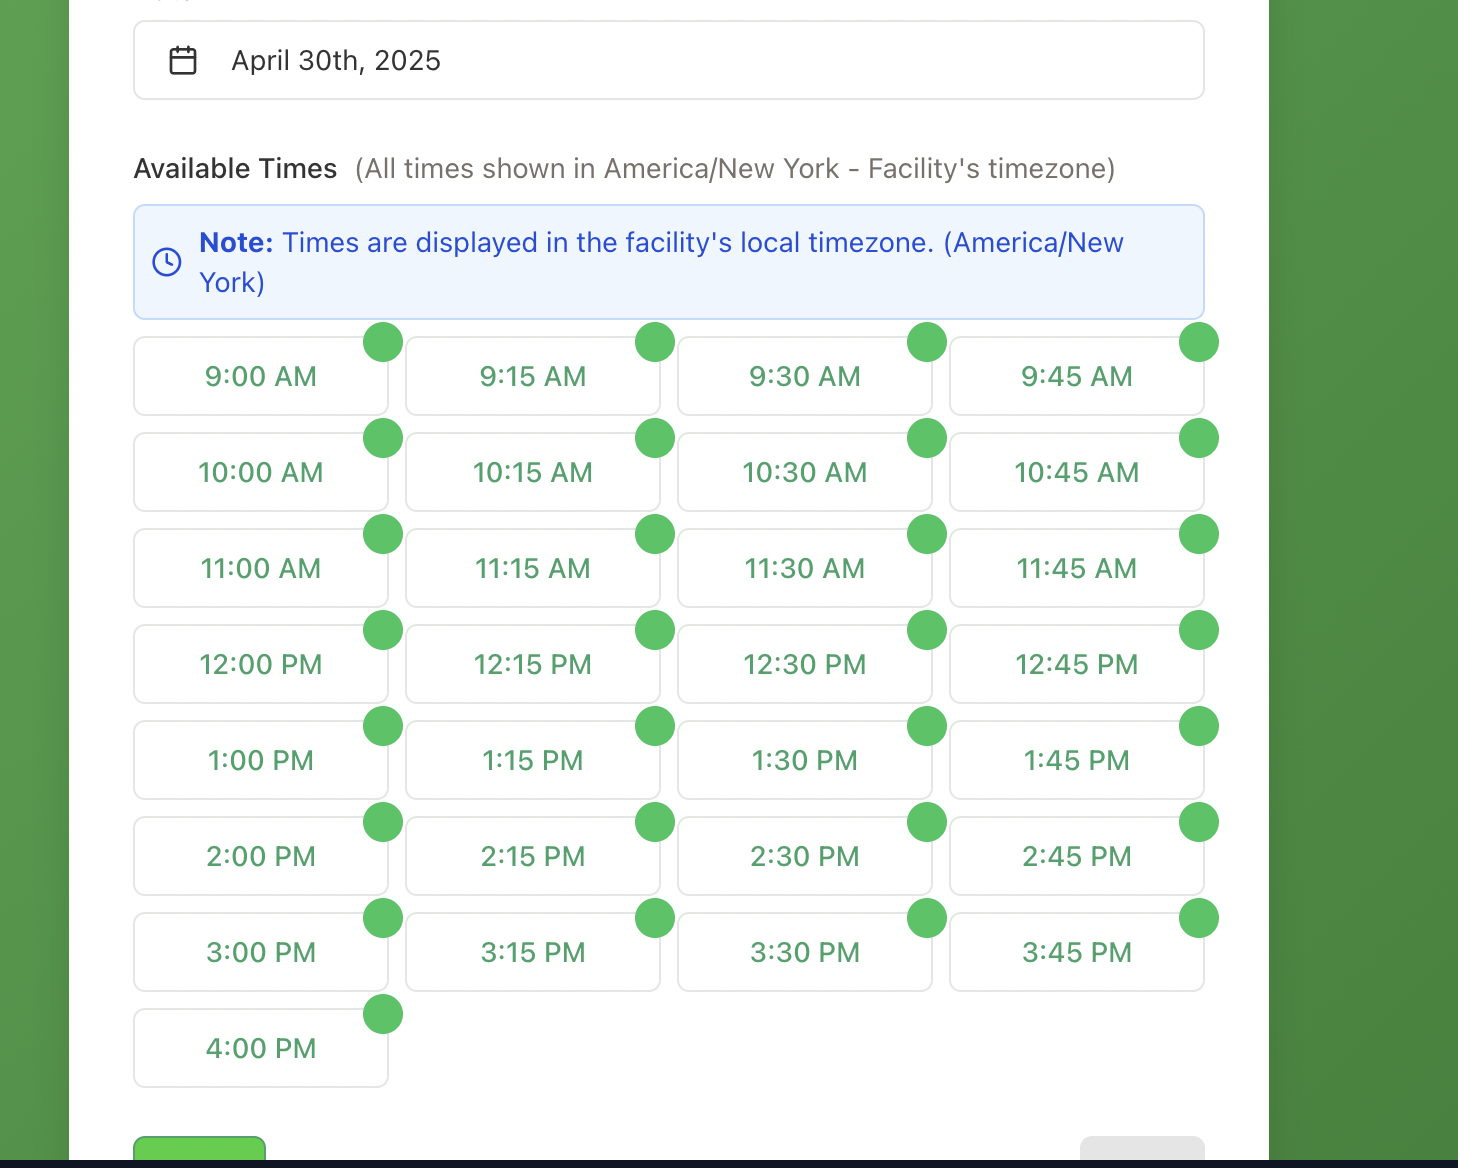 April 30th, 2025
Available Times (All times shown in America/New York - Facility's timezone)
Note: Times are displayed in the facility's local timezone. (America/New
York)
9:00 AM 9:15 AM 9:30 AM 9:45 AM
10:00 AM 10:15 AM 10:30 AM 10:45 AM
11:00 AM 11:15 AM 11:30 AM 11:45 AM
12:00 PM 12:15 PM 12:30 PM 12:45 PM
1:00 PM 1:15 PM 1:30 PM 1:45 PM
2:00 PM 2:15 PM 2:30 PM 2:45 PM
3:00 PM 3:15 PM 3:30 PM 3:45 PM
4:00 PM